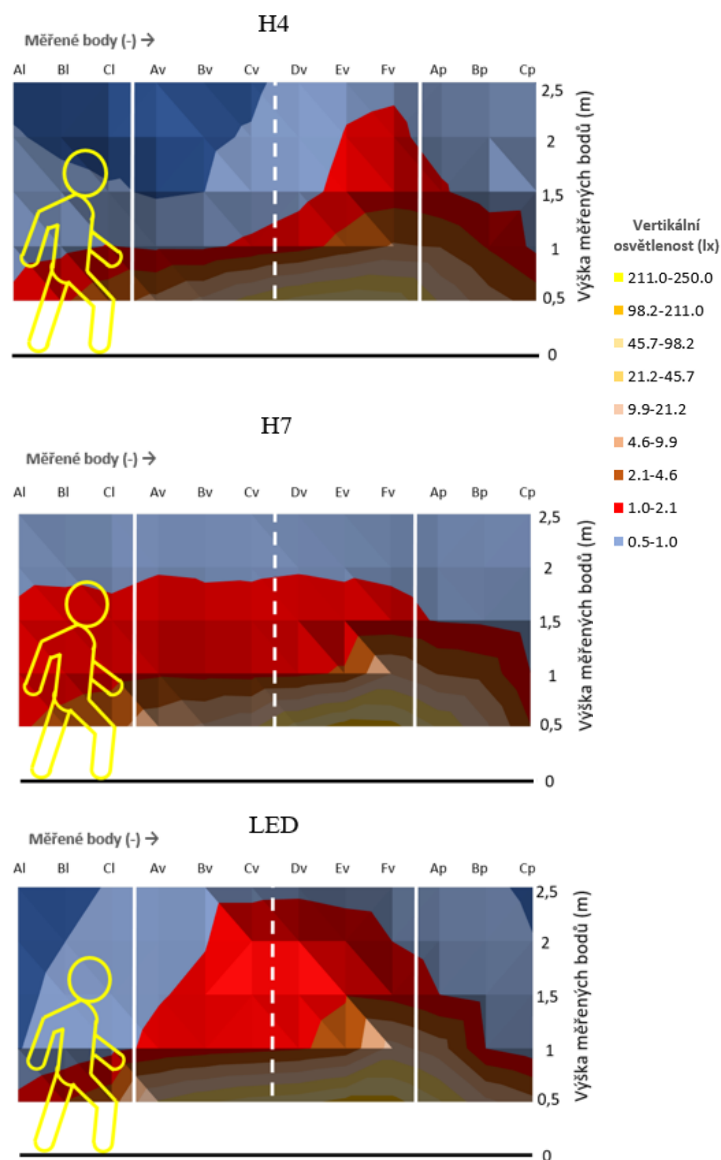 H4
Měřené body (-) →
Al Bl Cl Av Bv Cv Dv Ev Fv Ap Bp Cp
2,5
2
1,5
1
0,5
0
Výška měřených bodů (m)
Vertikální
osvětlenost (lx)
211.0-250.0
98.2-211.0
45.7-98.2
21.2-45.7
9.9-21.2
4.6-9.9
2.1-4.6
1.0-2.1
0.5-1.0
H7
Měřené body (-) →
Al Bl Cl Av Bv Cv Dv Ev Fv Ap Bp Cp
2,5
2
1,5
1
0,5
0
Výška měřených bodů (m)
LED
Měřené body (-) →
Al Bl Cl Av Bv Cv Dv Ev Fv Ap Bp Cp
2,5
2
1,5
1
0,5
0
Výška měřených bodů (m)